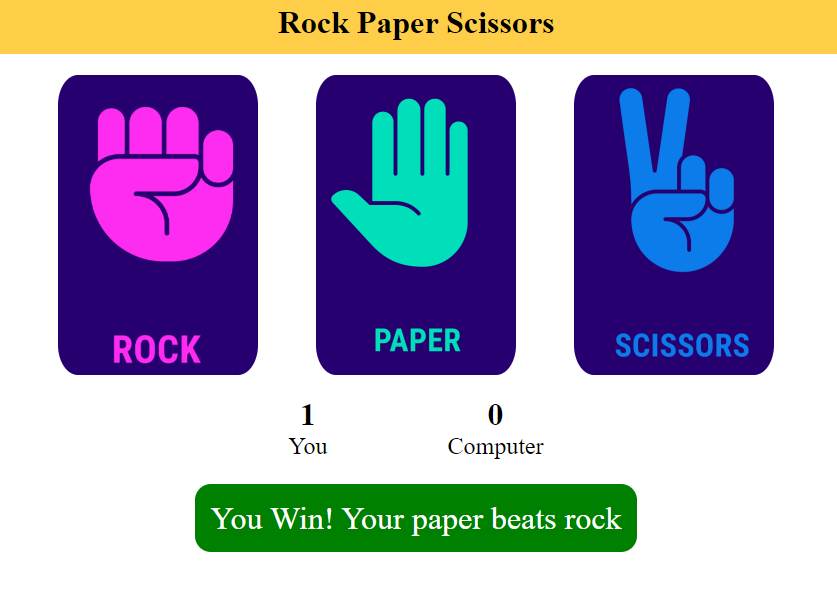 Rock Paper Scissors
ROCK
PAPER
SCISSORS
1 0
You Computer
You Win! Your paper beats rock